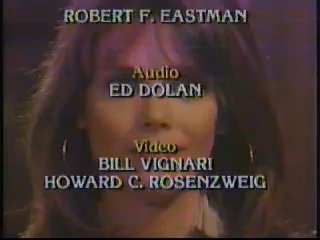 ROBERT F. EASTMAN
Audio
ED DOLAN
Video
BILL VIGNARI
HOWARD C. ROSENZWEIG